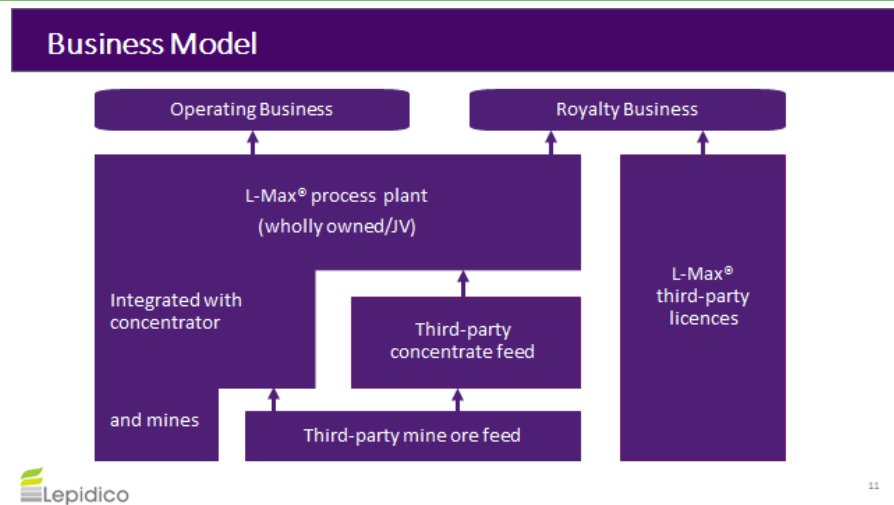 Business Model
Operating Business
Royalty Business
L-Max® process plant
(wholly owned/JV)
Integrated with
concentrator
and mines
Third-party
concentrate feed
Third-party mine ore feed
L-Max®
third-party
licences
Lepidico
11